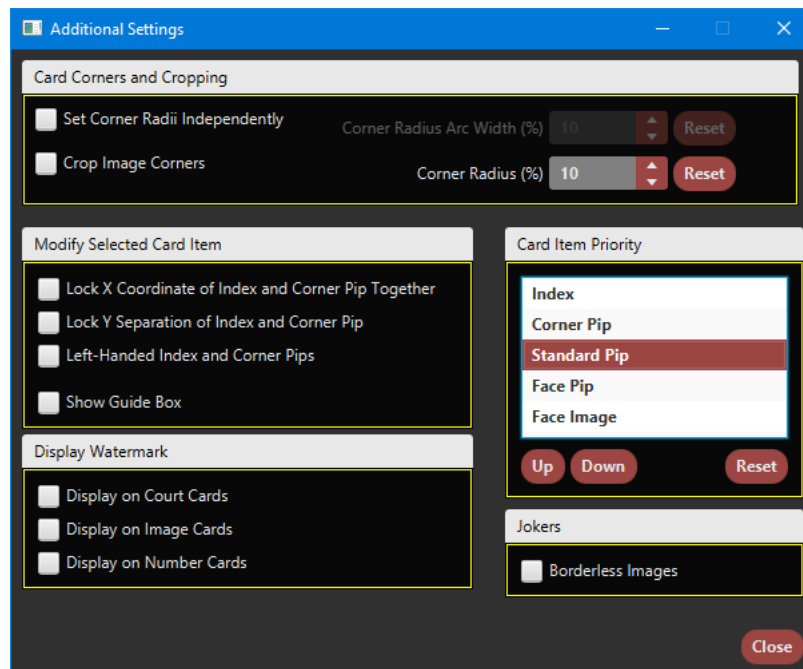 Additional Settings
Card Corners and Cropping
Set Corner Radii Independently
Corner Radius Arc Width (%) 10 Reset
Crop Image Corners
Corner Radius (%) 10 Reset
Modify Selected Card Item
Lock X Coordinate of Index and Corner Pip Together
Lock Y Separation of Index and Corner Pip
Left-Handed Index and Corner Pips
Show Guide Box
Card Item Priority
Index
Corner Pip
Standard Pip
Face Pip
Face Image
Up Down Reset
Display Watermark
Display on Court Cards
Display on Image Cards
Display on Number Cards
Jokers
Borderless Images
Close